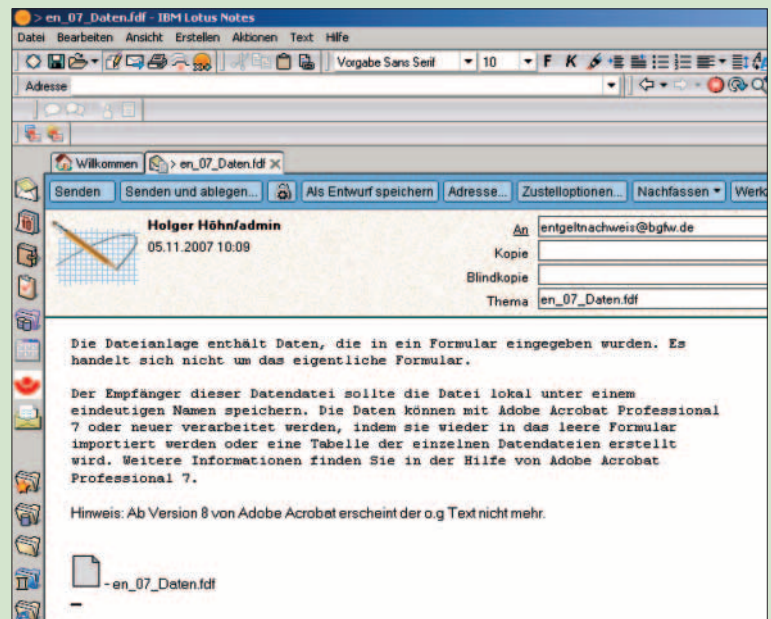 > en_07_Daten.fdf - IBM Lotus Notes
Datei Bearbeiten Ansicht Erstellen Aktionen Text Hilfe
Vorgabe Sans Serif 10 F K
Adresse
Willkommen > en_07_Daten.fdf
Senden Senden und ablegen... Als Entwurf speichern Adresse... Zustelloptionen... Nachfassen
Holger Höhn/admin
05.11.2007 10:09
An entgeltnachweis@bgfw.de
Kopie
Blindkopie
Thema en_07_Daten.fdf
Die Dateianlage enthält Daten, die in ein Formular eingegeben wurden. Es
handelt sich nicht um das eigentliche Formular.
Der Empfänger dieser Datendatei sollte die Datei lokal unter einem
eindeutigen Namen speichern. Die Daten können mit Adobe Acrobat Professional
7 oder neuer verarbeitet werden, indem sie wieder in das leere Formular
importiert werden oder eine Tabelle der einzelnen Datendateien erstellt
wird. Weitere Informationen finden Sie in der Hilfe von Adobe Acrobat
Professional 7.
Hinweis: Ab Version 8 von Adobe Acrobat erscheint der o.g Text nicht mehr.
- en_07_Daten.fdf